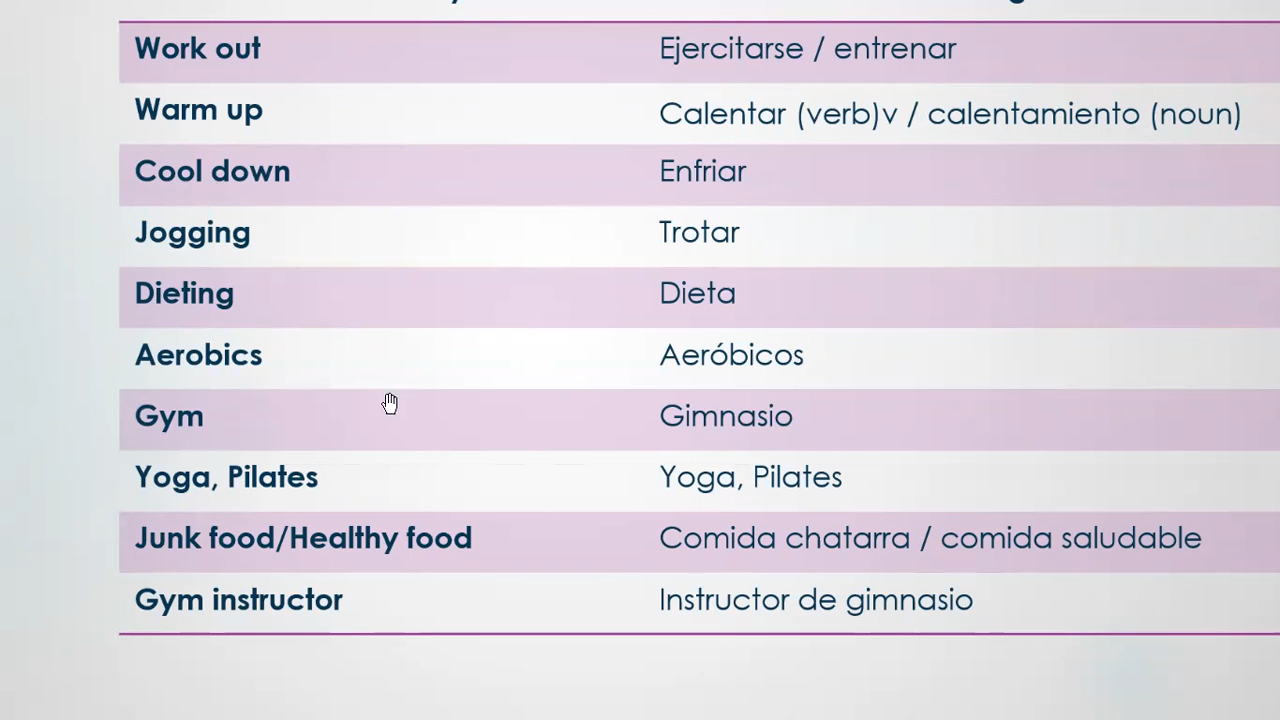 Work out Ejercitarse / entrenar
Warm up Calentar (verb)v / calentamiento (noun)
Cool down Enfriar
Jogging Trotar
Dieting Dieta
Aerobics Aeróbicos
Gym Gimnasio
Yoga, Pilates Yoga, Pilates
Junk food/Healthy food Comida chatarra / comida saludable
Gym instructor Instructor de gimnasio